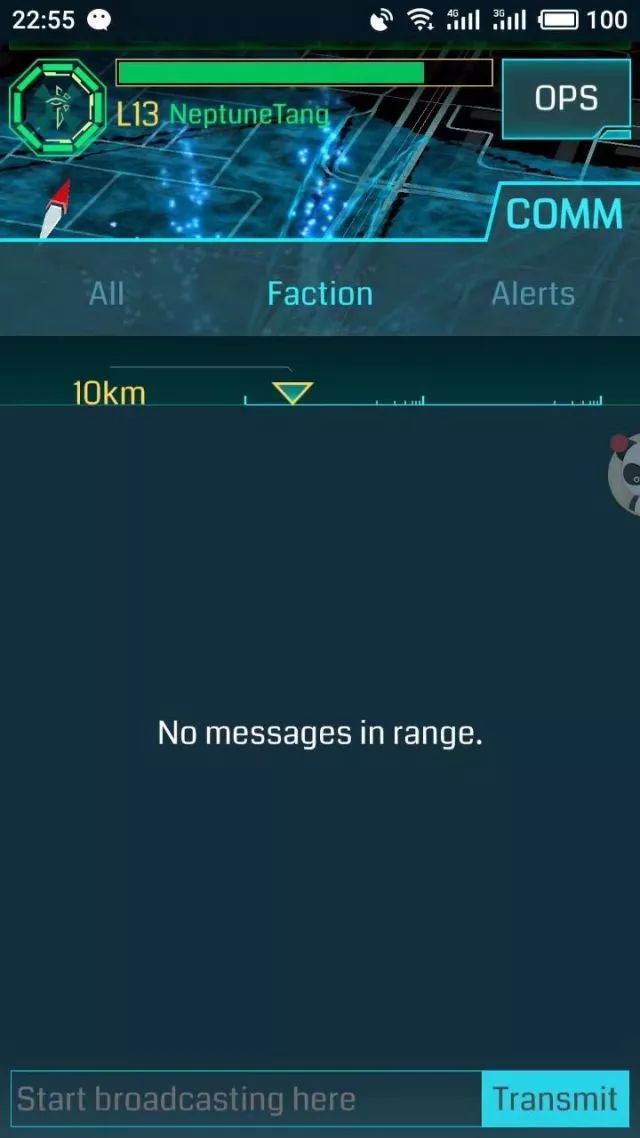 22:55 4G 3G 100
L13 NeptuneTang OPS
COMM
All Faction Alerts
10km
No messages in range.
Start broadcasting here Transmit